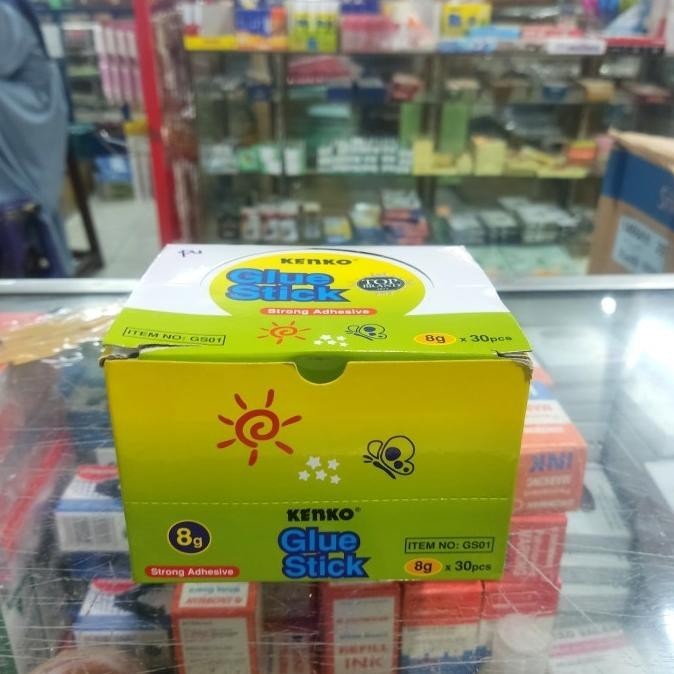 KENKO®
Glue
Stick
TOP
BRAND
Strong Adhesive
ITEM NO: GS01
8g x 30pcs
KENKO®
8g
Glue
Stick
ITEM NO: GS01
Strong Adhesive
8g x 30pcs
INK
REFILL
INK